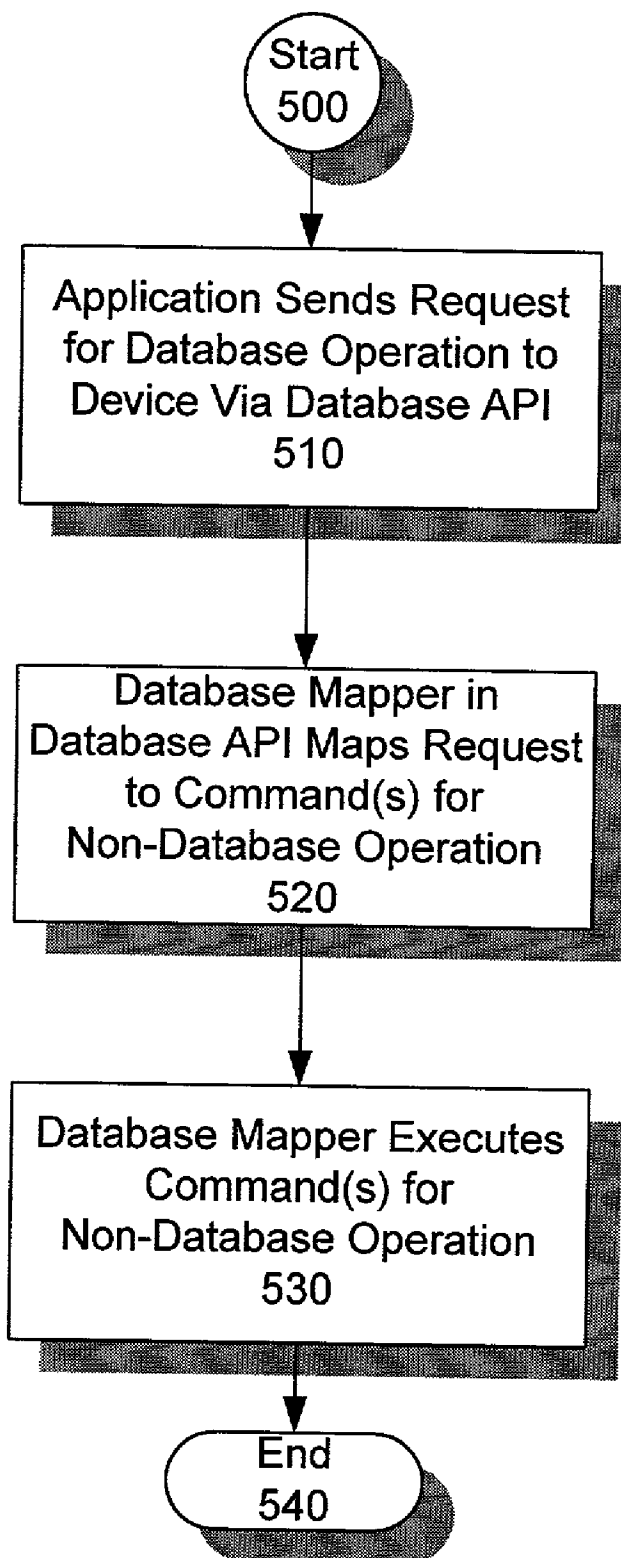 Start
500
Application Sends Request
for Database Operation to
Device Via Database API
510
Database Mapper in
Database API Maps Request
to Command(s) for
Non-Database Operation
520
Database Mapper Executes
Command(s) for
Non-Database Operation
530
End
540